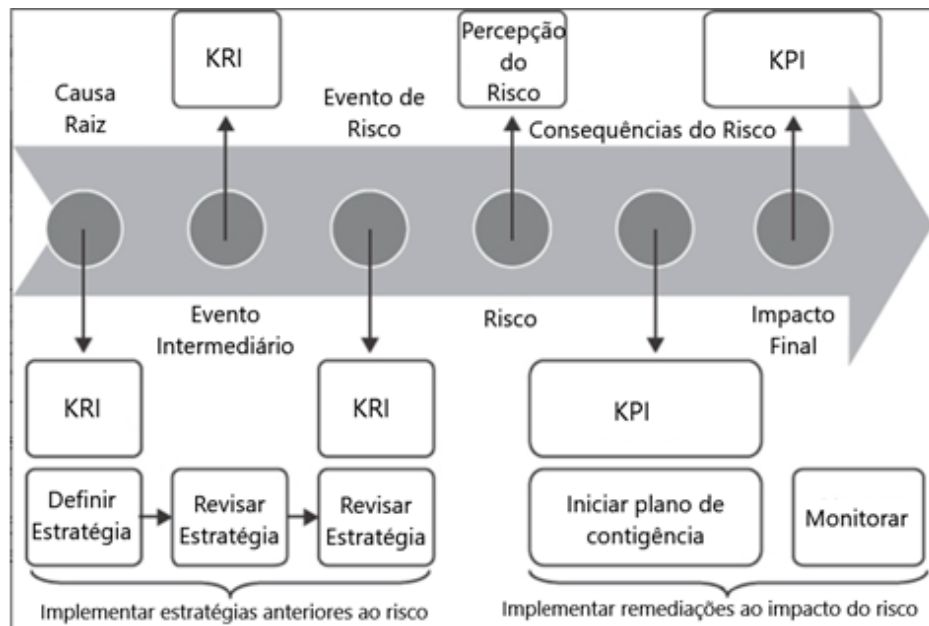 KRI
Percepção
do
Risco
KPI
Causa
Raiz
Evento de
Risco
Consequências do Risco
Evento
Intermediário
Risco
Impacto
Final
KRI
KRI
KPI
Definir
Estratégia
Revisar
Estratégia
Revisar
Estratégia
Iniciar plano de
contigência
Monitorar
Implementar estratégias anteriores ao risco
Implementar remediações ao impacto do risco